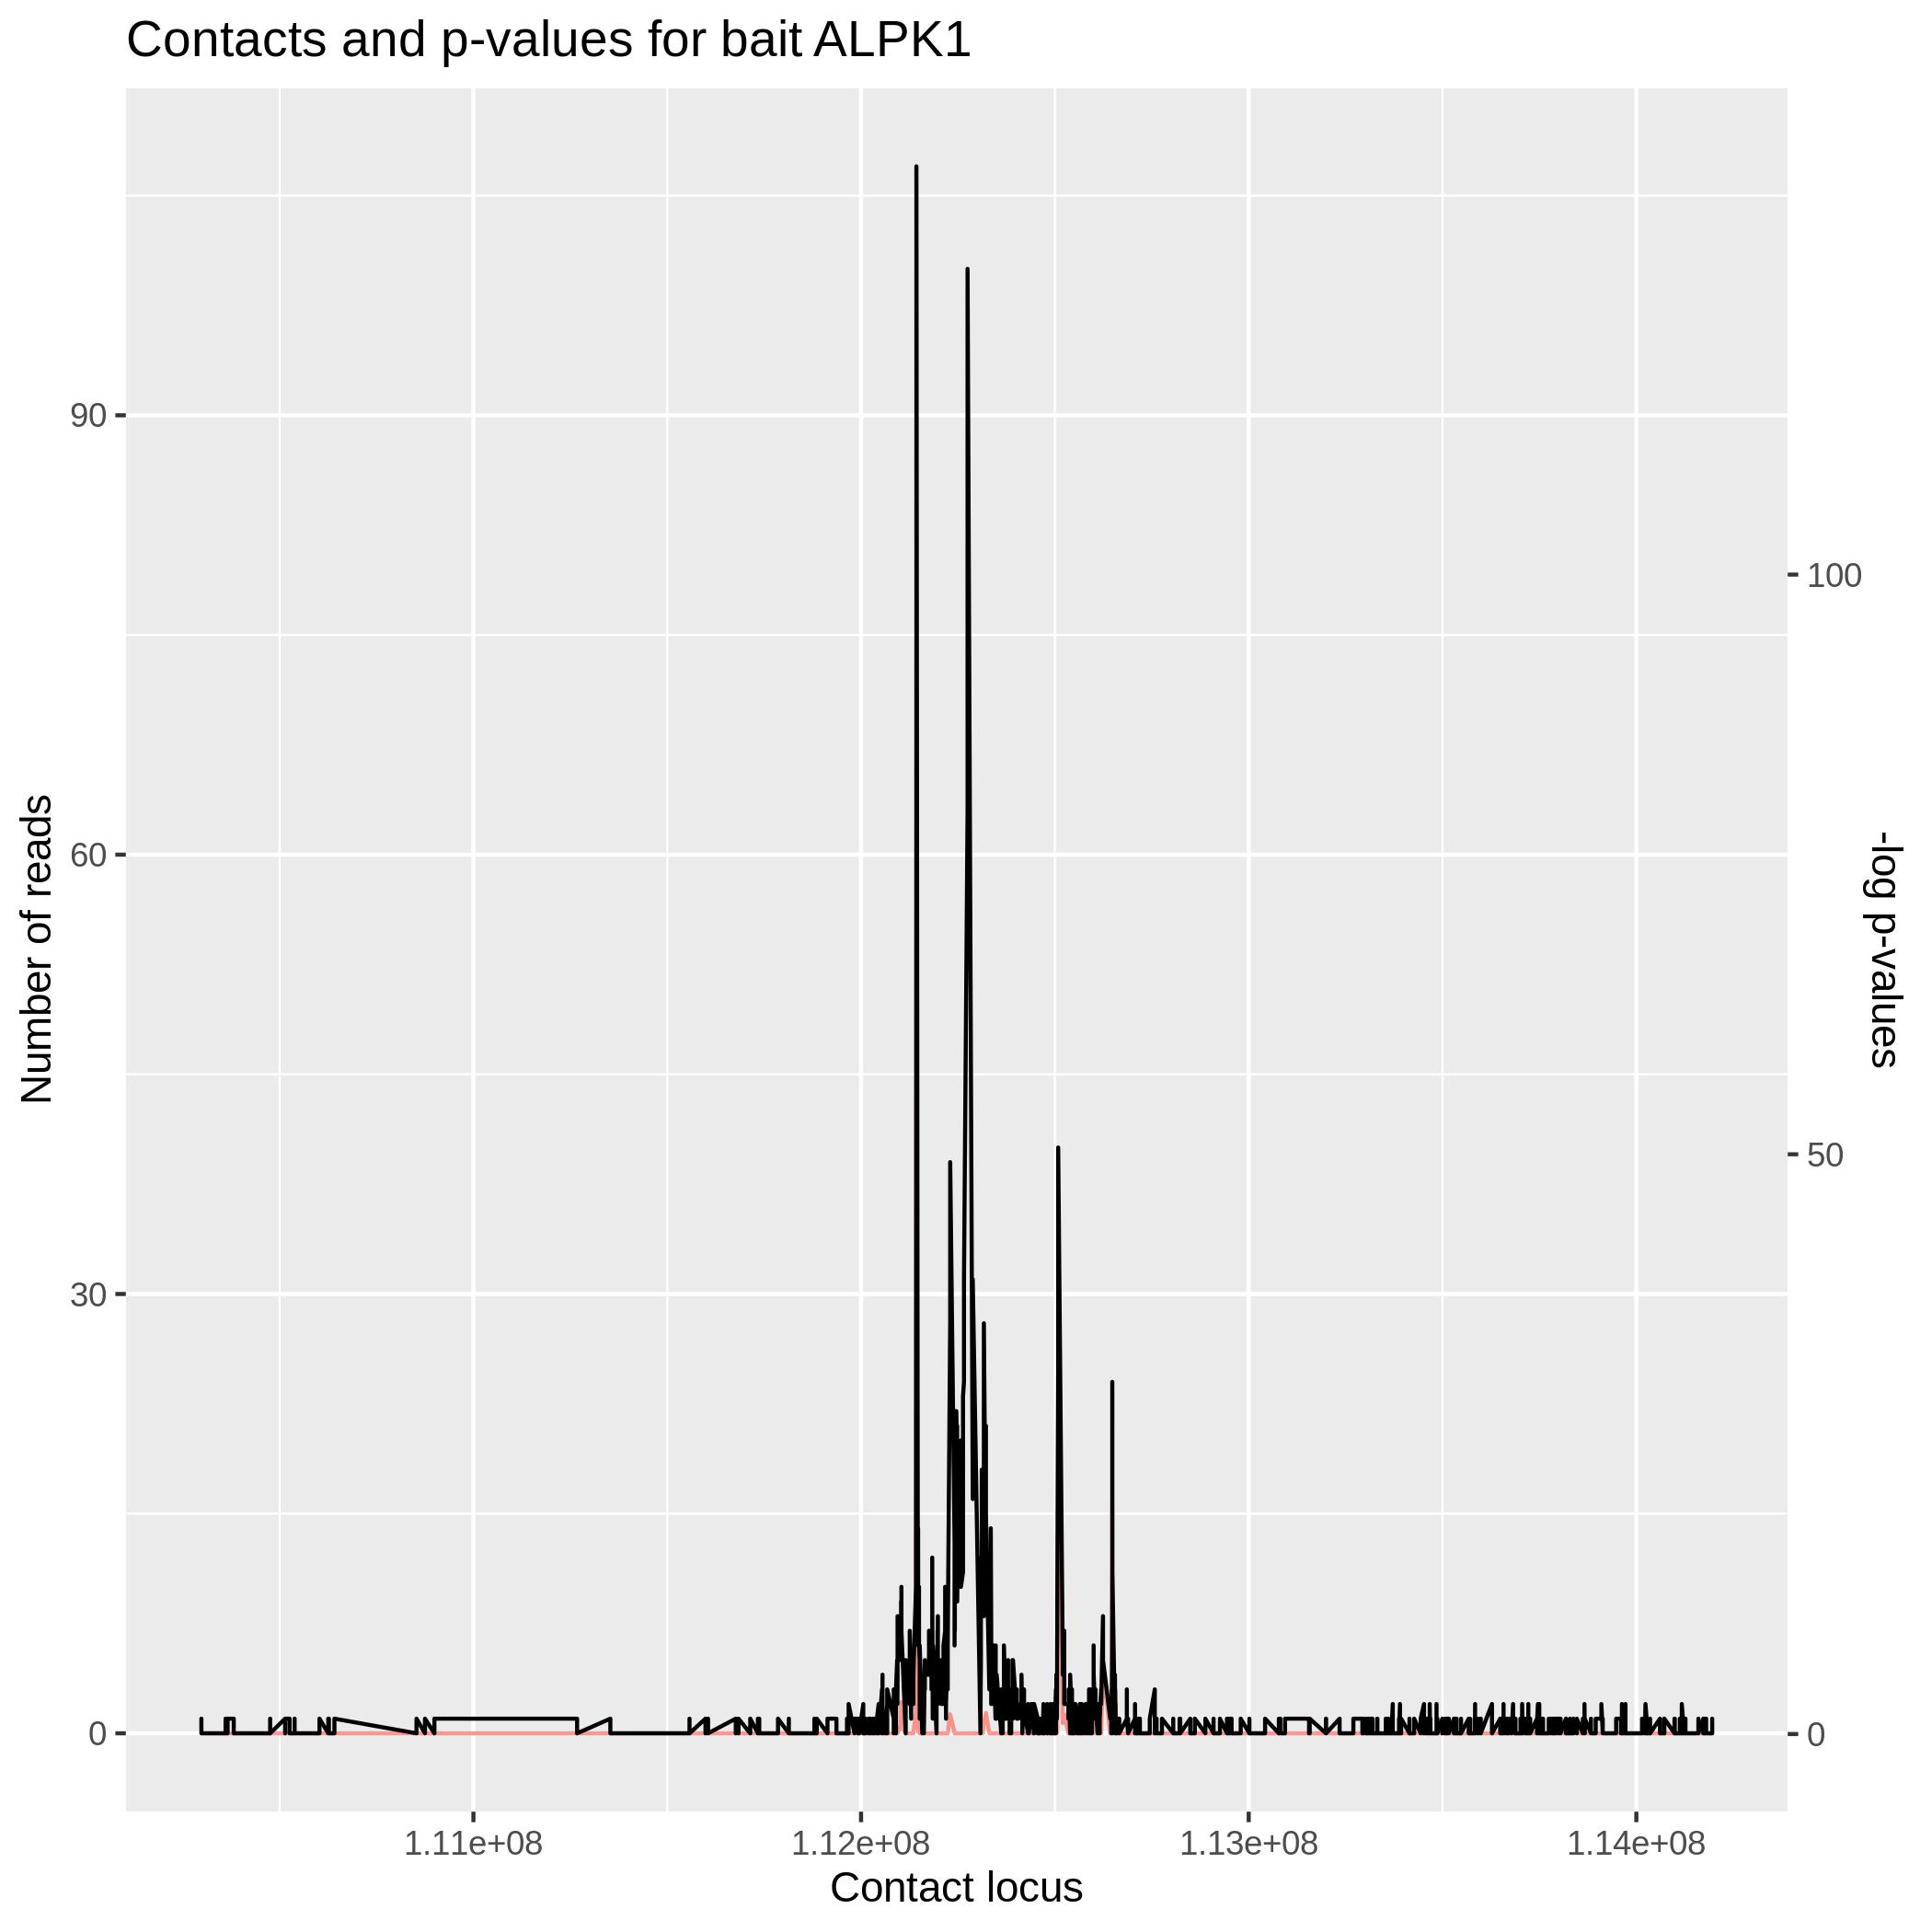 Contacts and p-values for bait ALPK1
Number of reads
90
60
30
0
100
50
0
-log p-values
1.11e+08 1.12e+08 1.13e+08 1.14e+08
Contact locus